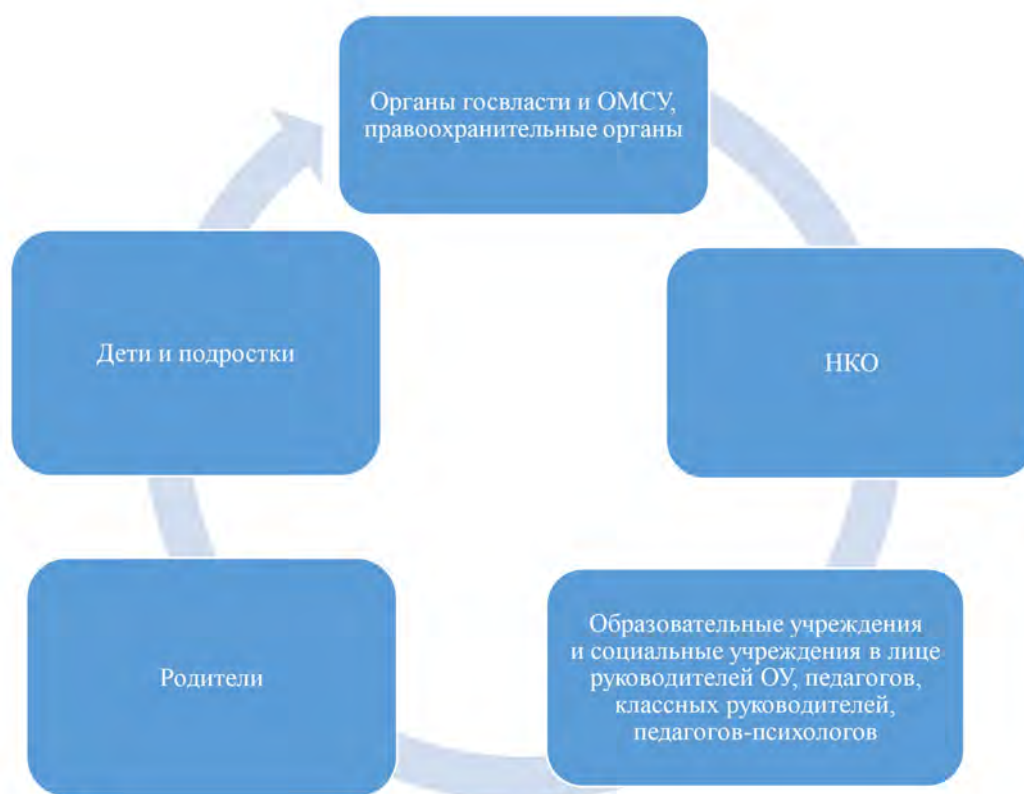 Органы госвласти и ОМСУ,
правоохранительные органы
НКО
Образовательные учреждения
и социальные учреждения в лице
руководителей ОУ, педагогов,
классных руководителей,
педагогов-психологов
Родители
Дети и подростки